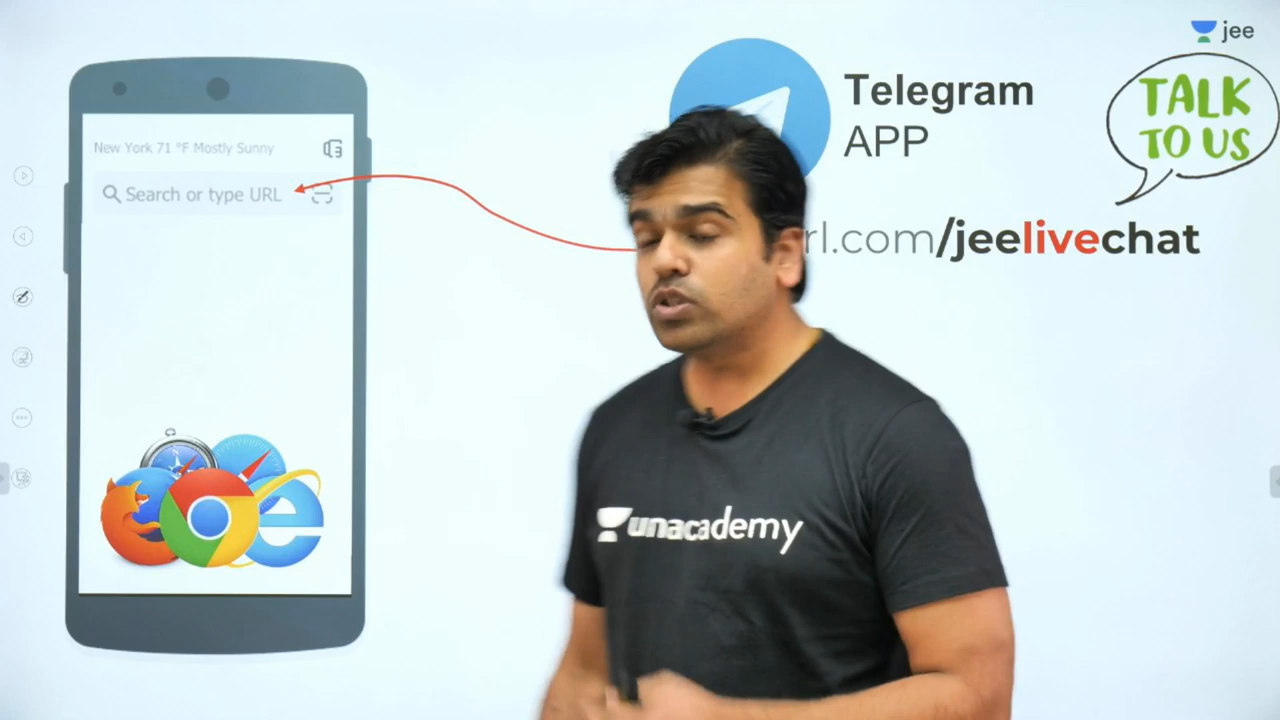 jee
TALK
TO US
Telegram
APP
New York 71 °F Mostly Sunny
Search or type URL
rl.com/jeelivechat
unacademy